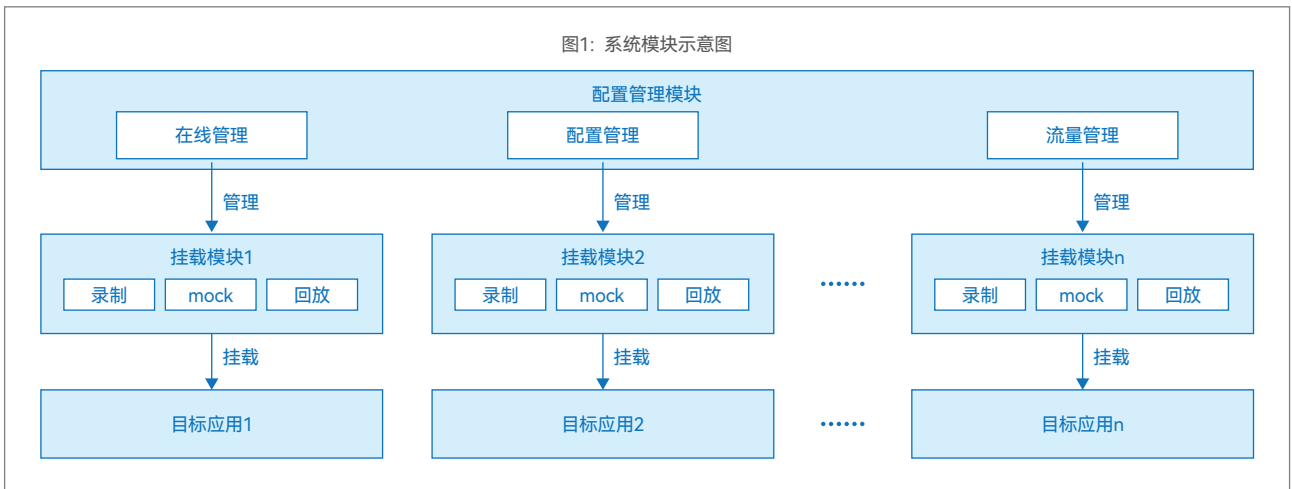 图1: 系统模块示意图
配置管理模块
在线管理 配置管理 流量管理
管理 管理 管理
挂载模块1 挂载模块2 挂载模块n
录制 mock 回放 录制 mock 回放 …… 录制 mock 回放
挂载 挂载 挂载
目标应用1 目标应用2 …… 目标应用n